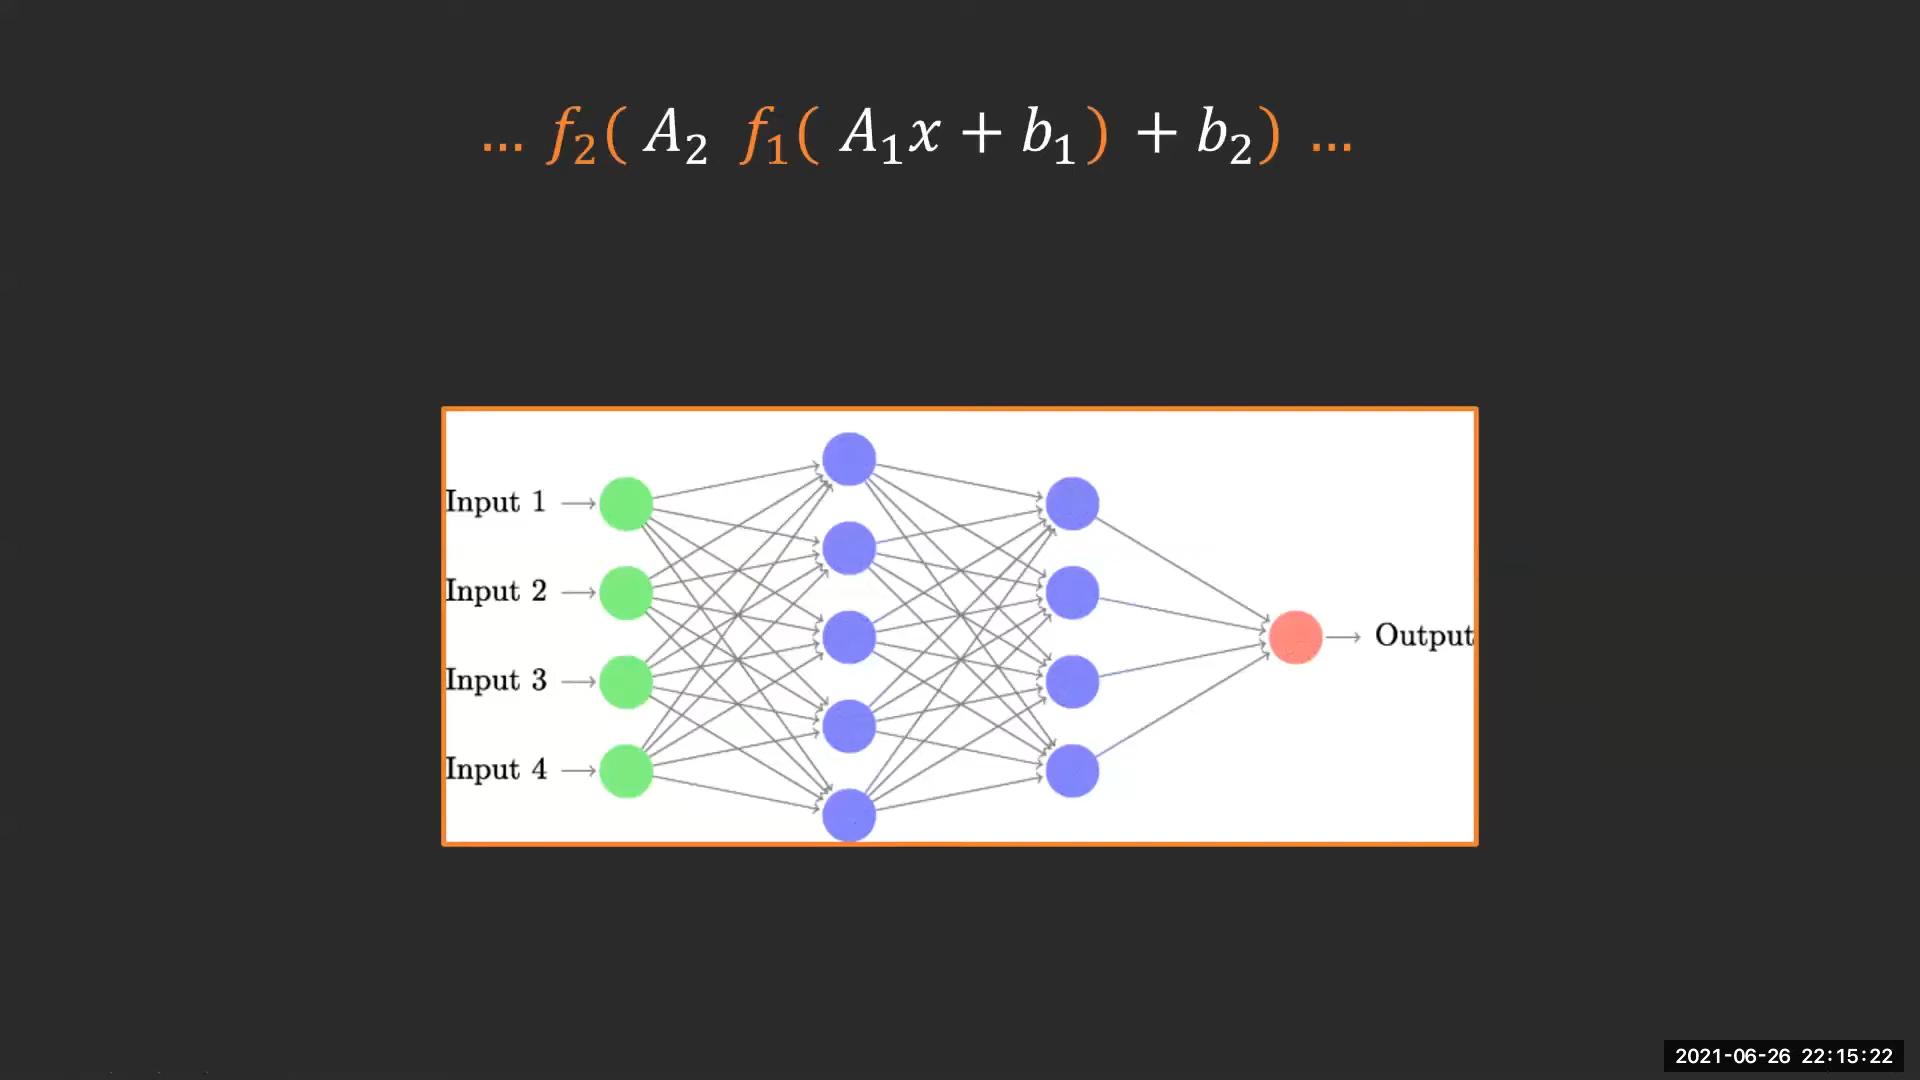 ... f₂( A₂ f₁( A₁x + b₁) + b₂) ...
Input 1
Input 2
Input 3
Output
Input 4
2021-06-26 22:15:22